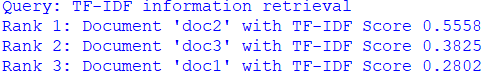 Query: TF-IDF information retrieval
Rank 1: Document 'doc2' with TF-IDF Score 0.5558
Rank 2: Document 'doc3' with TF-IDF Score 0.3825
Rank 3: Document 'doc1' with TF-IDF Score 0.2802